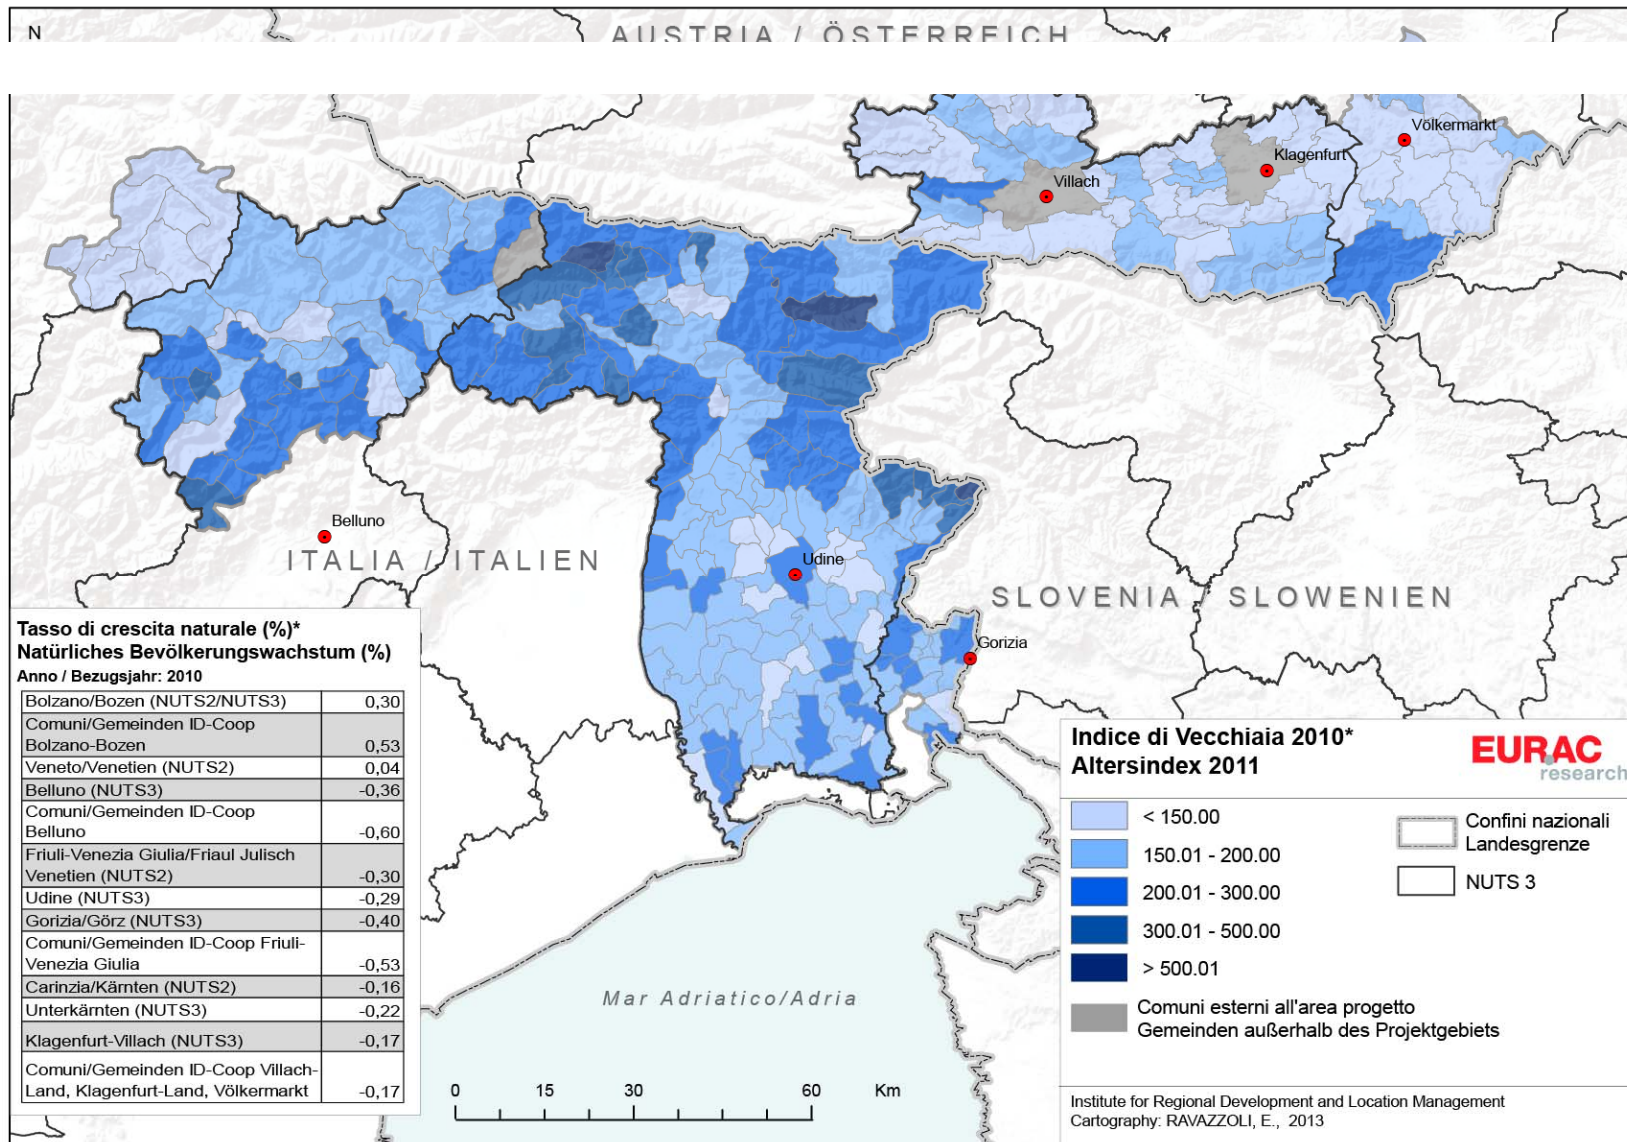 N
AUSTRIA / ÖSTERREICH
Völkermarkt
Klagenfurt
Villach
Belluno
ITALIA / ITALIEN
Udine
SLOVENIA / SLOWENIEN
Gorizia
Tasso di crescita naturale (%)*
Natürliches Bevölkerungswachstum (%)
Anno / Bezugsjahr: 2010
Bolzano/Bozen (NUTS2/NUTS3) 0,30
Comuni/Gemeinden ID-Coop
Bolzano-Bozen 0,53
Veneto/Venetien (NUTS2) 0,04
Belluno (NUTS3) -0,36
Comuni/Gemeinden ID-Coop
Belluno -0,60
Friuli-Venezia Giulia/Friaul Julisch
Venetien (NUTS2) -0,30
Udine (NUTS3) -0,29
Gorizia/Görz (NUTS3) -0,40
Comuni/Gemeinden ID-Coop Friuli-
Venezia Giulia -0,53
Carinzia/Kärnten (NUTS2) -0,16
Unterkärnten (NUTS3) -0,22
Klagenfurt-Villach (NUTS3) -0,17
Comuni/Gemeinden ID-Coop Villach-
Land, Klagenfurt-Land, Völkermarkt -0,17
Mar Adriatico/Adria
0 15 30 60 Km
Indice di Vecchiaia 2010*
Altersindex 2011
EURAC
research
< 150.00
150.01 - 200.00
200.01 - 300.00
300.01 - 500.00
> 500.01
Comuni esterni all'area progetto
Gemeinden außerhalb des Projektgebiets
Confini nazionali
Landesgrenze
NUTS 3
Institute for Regional Development and Location Management
Cartography: RAVAZZOLI, E., 2013